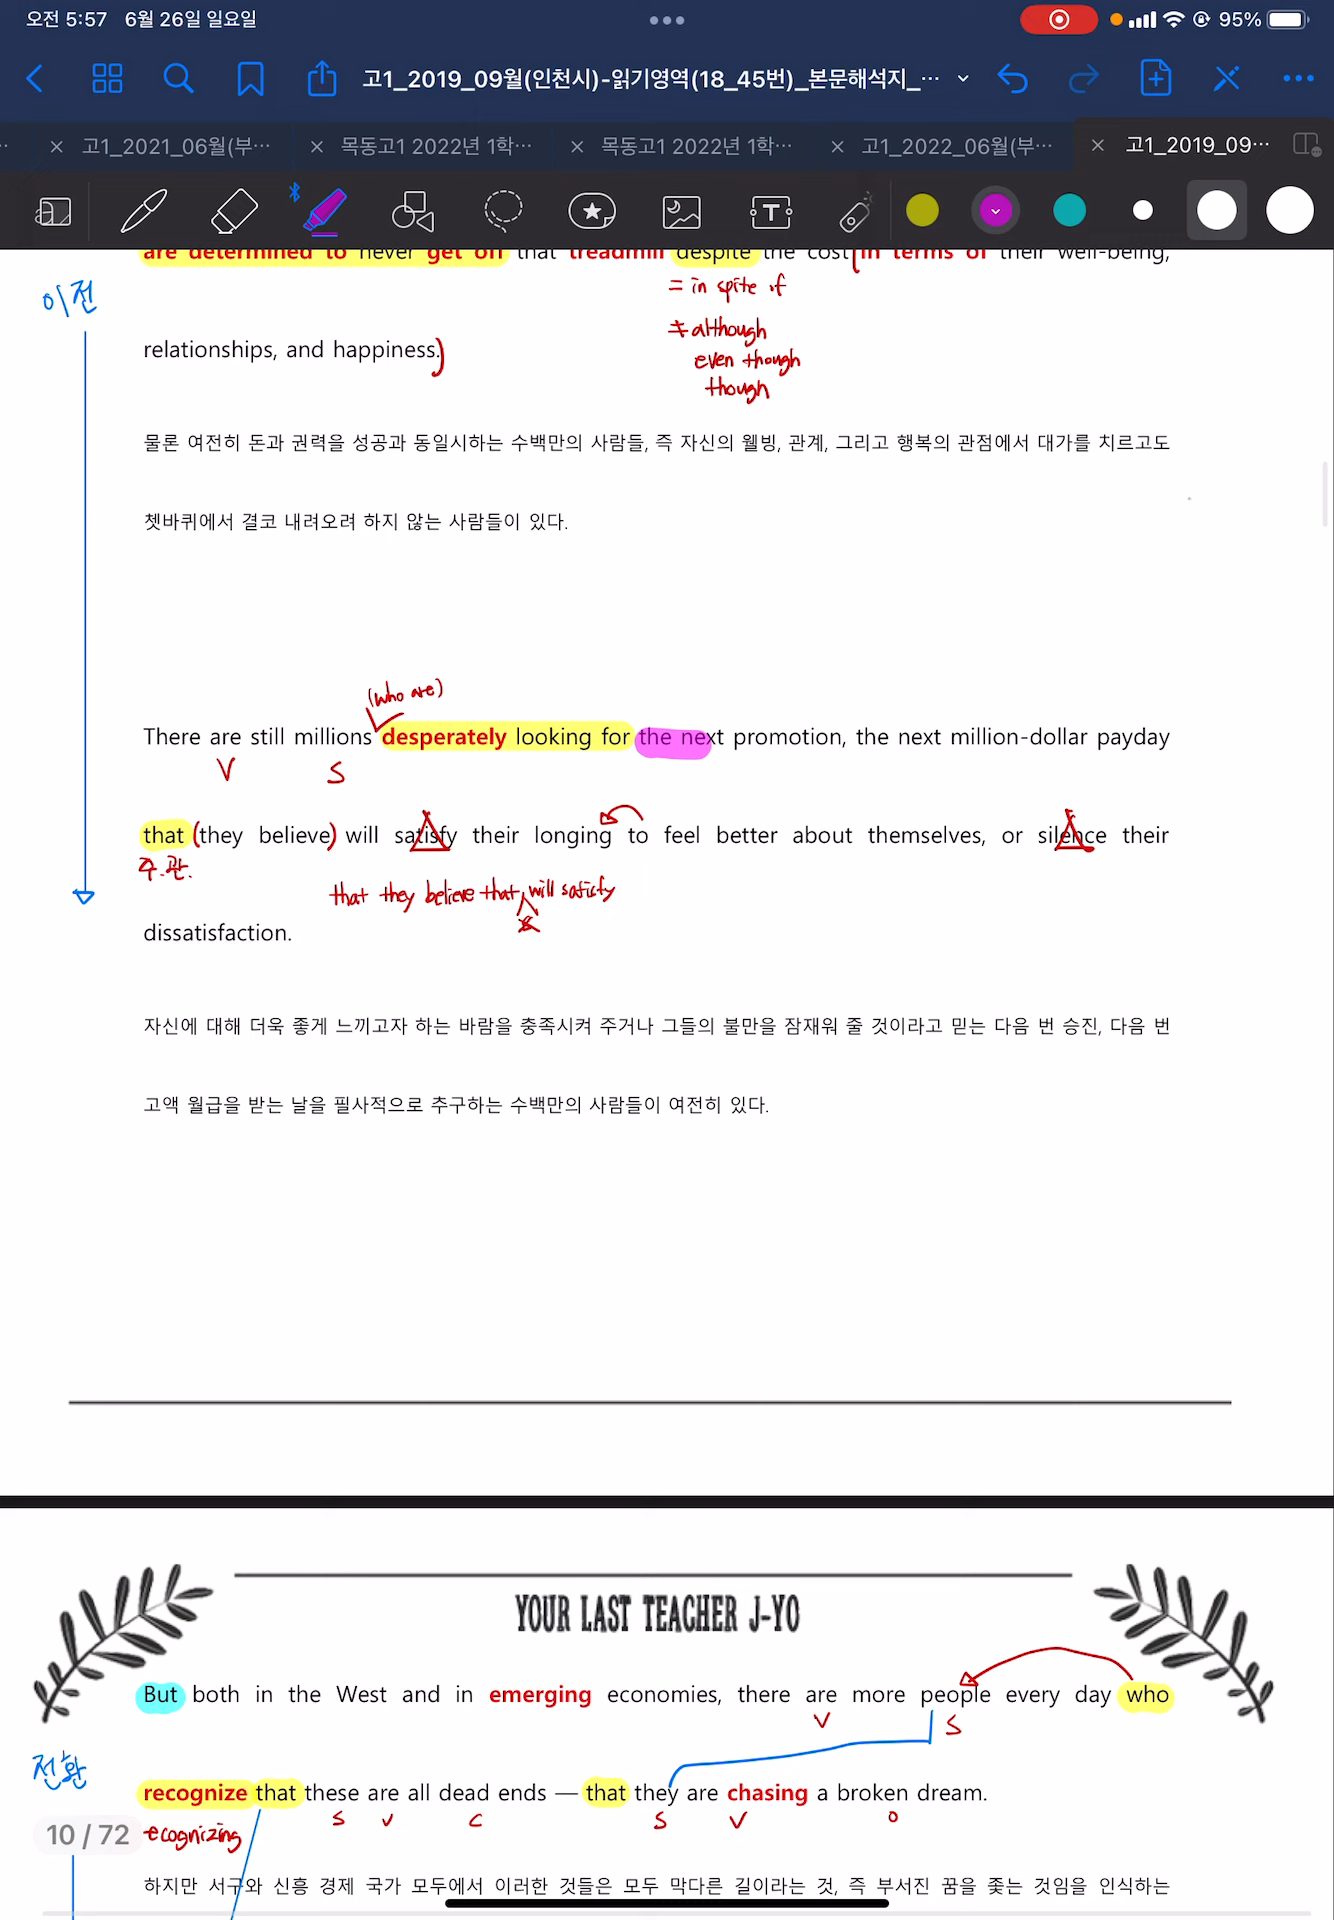 오전 5:57 6월 26일 일요일
95%
고1_2019_09월(인천시)-읽기영역(18_45번)_본문해석지_…
고1_2021_06월(부…
목동고1 2022년 1학…
목동고1 2022년 1학…
고1_2022_06월(부…
고1_2019_09…
are determined to never get off that treadmill despite the cost in terms of their well-being,
이전
= in spite of
≠ although
relationships, and happiness.
even though
though
물론 여전히 돈과 권력을 성공과 동일시하는 수백만의 사람들, 즉 자신의 웰빙, 관계, 그리고 행복의 관점에서 대가를 치르고도
쳇바퀴에서 결코 내려오려 하지 않는 사람들이 있다.
(who are)
There are still millions desperately looking for the next promotion, the next million-dollar payday
V S
that (they believe) will satisfy their longing to feel better about themselves, or silence their
주.관.
that they believe that will satisfy
dissatisfaction.
자신에 대해 더욱 좋게 느끼고자 하는 바람을 충족시켜 주거나 그들의 불만을 잠재워 줄 것이라고 믿는 다음 번 승진, 다음 번
고액 월급을 받는 날을 필사적으로 추구하는 수백만의 사람들이 여전히 있다.
YOUR LAST TEACHER J-YO
But both in the West and in emerging economies, there are more people every day who
V S
전환
recognize that these are all dead ends — that they are chasing a broken dream.
S V C S V O
10 / 72
ecognizing
하지만 서구와 신흥 경제 국가 모두에서 이러한 것들은 모두 막다른 길이라는 것, 즉 부서진 꿈을 좇는 것임을 인식하는